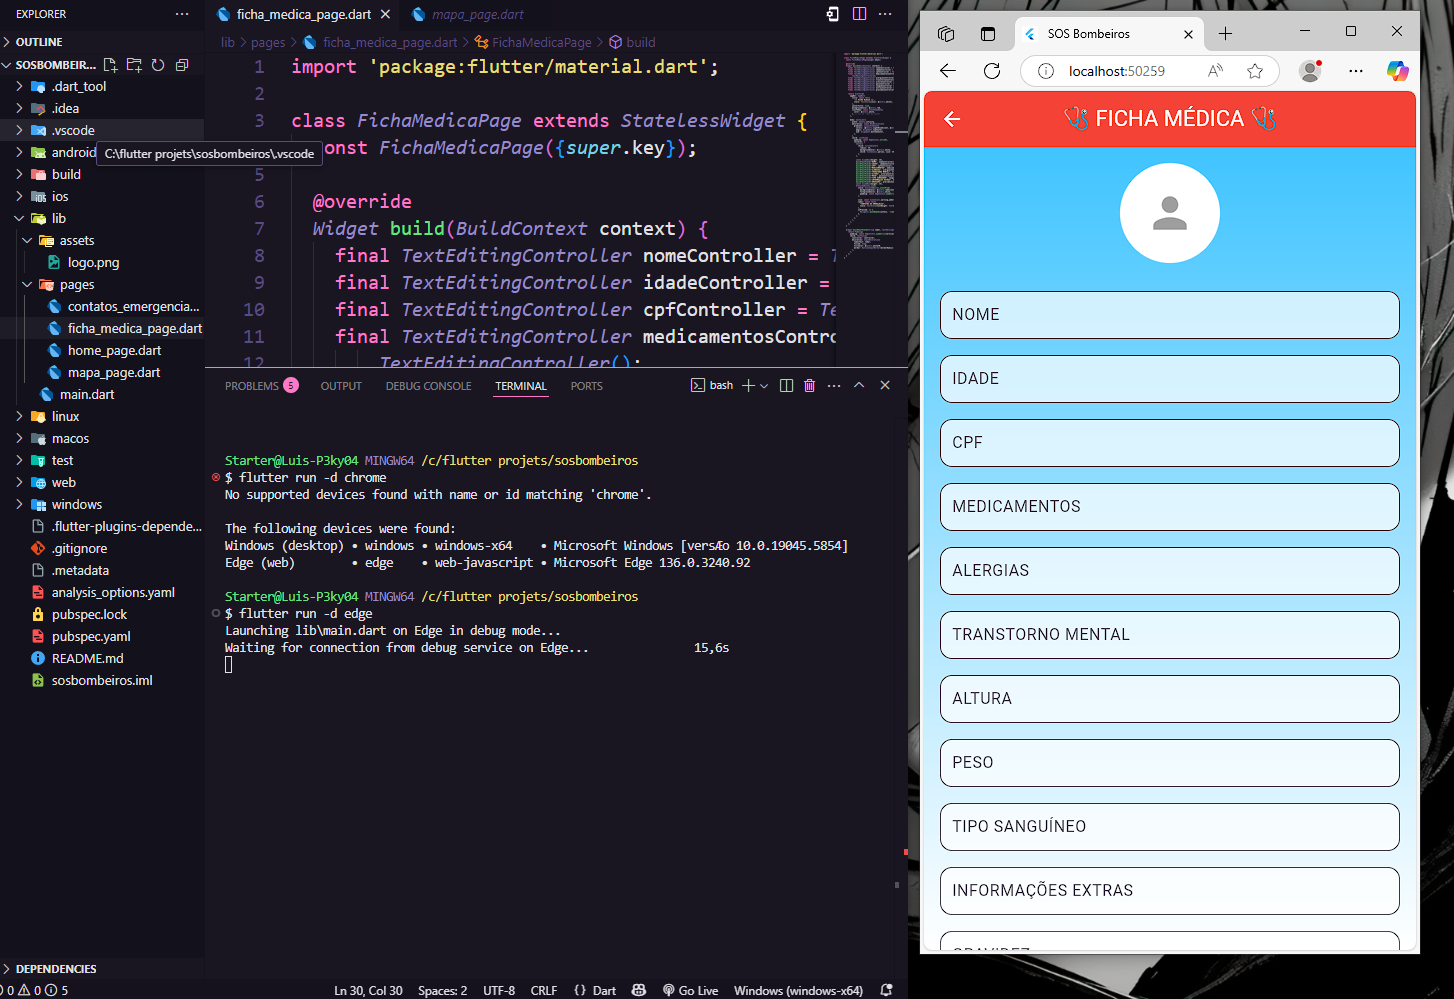 EXPLORER
OUTLINE
SOSBOMBEIR...
.dart_tool
.idea
.vscode
android
C:\flutter projets\sosbombeiros\.vscode
build
ios
lib
assets
logo.png
pages
contatos_emergencia...
ficha_medica_page.dart
home_page.dart
mapa_page.dart
main.dart
linux
macos
test
web
windows
.flutter-plugins-depende...
.gitignore
.metadata
analysis_options.yaml
pubspec.lock
pubspec.yaml
README.md
sosbombeiros.iml
DEPENDENCIES
ficha_medica_page.dart
mapa_page.dart
lib > pages > ficha_medica_page.dart > FichaMedicaPage > build
1 import 'package:flutter/material.dart';
2
3 class FichaMedicaPage extends StatelessWidget {
const FichaMedicaPage({super.key});
5
6 @override
7 Widget build(BuildContext context) {
8 final TextEditingController nomeController =
9 final TextEditingController idadeController =
10 final TextEditingController cpfController = Te
11 final TextEditingController medicamentosContro
12 TextEditingController();
PROBLEMS 5 OUTPUT DEBUG CONSOLE TERMINAL PORTS bash
Starter@Luis-P3ky04 MINGW64 /c/flutter projets/sosbombeiros
$ flutter run -d chrome
No supported devices found with name or id matching 'chrome'.
The following devices were found:
Windows (desktop) • windows • windows-x64 • Microsoft Windows [versÆo 10.0.19045.5854]
Edge (web) • edge • web-javascript • Microsoft Edge 136.0.3240.92
Starter@Luis-P3ky04 MINGW64 /c/flutter projets/sosbombeiros
$ flutter run -d edge
Launching lib\main.dart on Edge in debug mode...
Waiting for connection from debug service on Edge... 15,6s
0 0 5 Ln 30, Col 30 Spaces: 2 UTF-8 CRLF {} Dart Go Live Windows (windows-x64)
SOS Bombeiros
localhost:50259
FICHA MÉDICA
NOME
IDADE
CPF
MEDICAMENTOS
ALERGIAS
TRANSTORNO MENTAL
ALTURA
PESO
TIPO SANGUÍNEO
INFORMAÇÕES EXTRAS